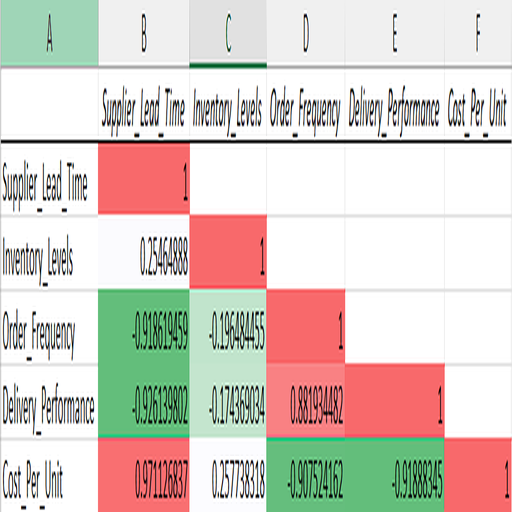 A B C D E F
Supplier_Lead_Time Inventory_Levels Order_Frequency Delivery_Performance Cost_Per_Unit
Supplier_Lead_Time 1
Inventory_Levels 0.25464888 1
Order_Frequency -0.918619459 -0.196484455 1
Delivery_Performance -0.926139802 -0.174369034 0.881934482 1
Cost_Per_Unit 0.971126837 0.257738318 -0.907524162 -0.91888345 1